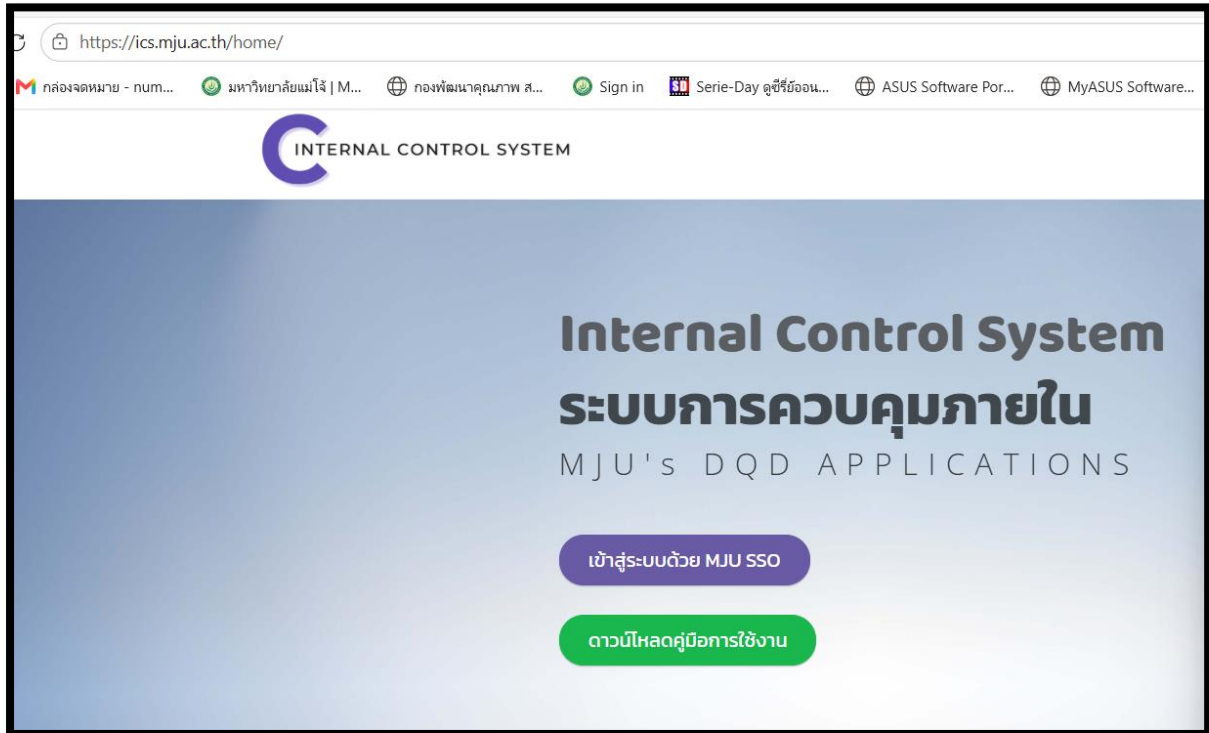 https://ics.mju.ac.th/home/
กล่องจดหมาย - num... มหาวิทยาลัยแม่โจ้ | M... กองพัฒนาคุณภาพ ส... Sign in SD Serie-Day ดูซีรี่ย์ออน... ASUS Software Por... MyASUS Software...
INTERNAL CONTROL SYSTEM
Internal Control System
ระบบการควบคุมภายใน
MJU's DQD APPLICATIONS
เข้าสู่ระบบด้วย MJU SSO
ดาวน์โหลดคู่มือการใช้งาน